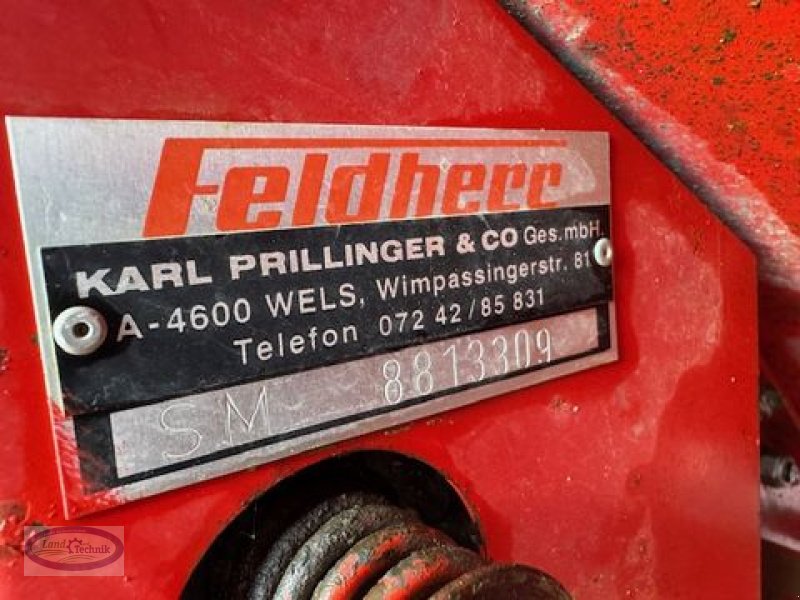 Feldherr
KARL PRILLINGER & CO Ges.mbH.
A-4600 WELS, Wimpassingerstr. 81
Telefon 072 42/85 831
SM 8813309
Land Technik